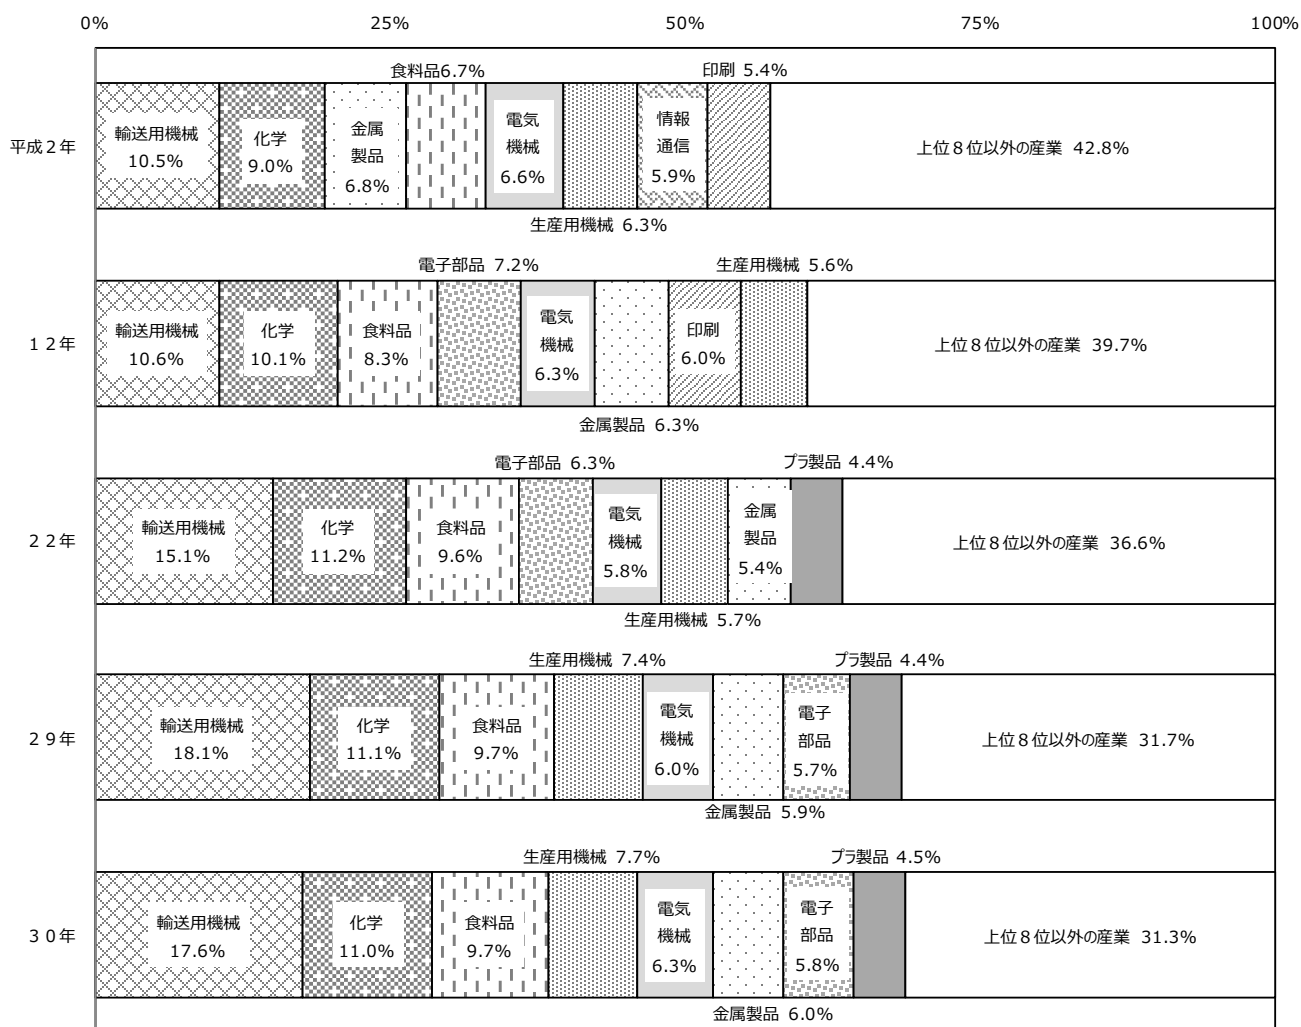 0% 25% 50% 75% 100%
食料品6.7% 印刷 5.4%
平成２年
輸送用機械
10.5%
化学
9.0%
金属
製品
6.8%
電気
機械
6.6%
情報
通信
5.9%
上位８位以外の産業 42.8%
生産用機械 6.3%
電子部品 7.2% 生産用機械 5.6%
１２年
輸送用機械
10.6%
化学
10.1%
食料品
8.3%
電気
機械
6.3%
印刷
6.0%
上位８位以外の産業 39.7%
金属製品 6.3%
電子部品 6.3% プラ製品 4.4%
２２年
輸送用機械
15.1%
化学
11.2%
食料品
9.6%
電気
機械
5.8%
金属
製品
5.4%
上位８位以外の産業 36.6%
生産用機械 5.7%
生産用機械 7.4% プラ製品 4.4%
２９年
輸送用機械
18.1%
化学
11.1%
食料品
9.7%
電気
機械
6.0%
電子
部品
5.7%
上位８位以外の産業 31.7%
金属製品 5.9%
生産用機械 7.7% プラ製品 4.5%
３０年
輸送用機械
17.6%
化学
11.0%
食料品
9.7%
電気
機械
6.3%
電子
部品
5.8%
上位８位以外の産業 31.3%
金属製品 6.0%